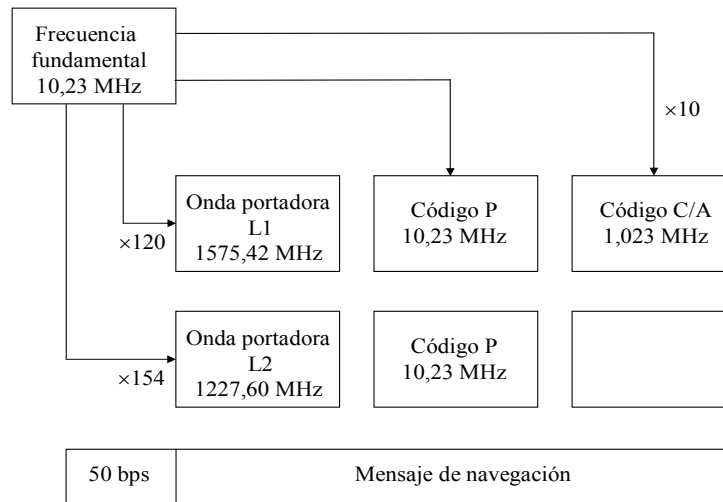 Frecuencia
fundamental
10,23 MHz
×10
Onda portadora
L1
1575,42 MHz
Código P
10,23 MHz
Código C/A
1,023 MHz
×120
Onda portadora
L2
1227,60 MHz
Código P
10,23 MHz
×154
50 bps
Mensaje de navegación